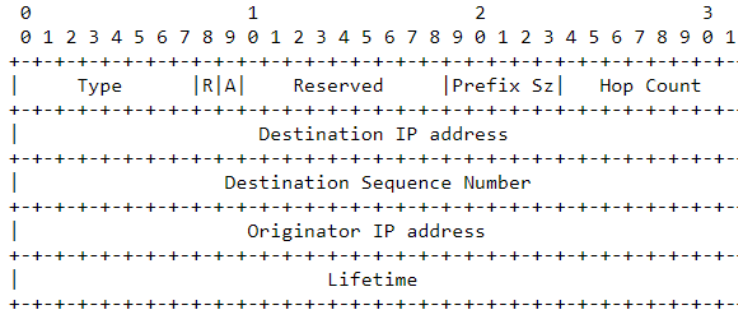 0                   1                   2                   3
0 1 2 3 4 5 6 7 8 9 0 1 2 3 4 5 6 7 8 9 0 1 2 3 4 5 6 7 8 9 0 1
+-+-+-+-+-+-+-+-+-+-+-+-+-+-+-+-+-+-+-+-+-+-+-+-+-+-+-+-+-+-+-+-
|     Type      |R|A|    Reserved     |Prefix Sz|   Hop Count
+-+-+-+-+-+-+-+-+-+-+-+-+-+-+-+-+-+-+-+-+-+-+-+-+-+-+-+-+-+-+-+-
|                     Destination IP address
+-+-+-+-+-+-+-+-+-+-+-+-+-+-+-+-+-+-+-+-+-+-+-+-+-+-+-+-+-+-+-+-
|                  Destination Sequence Number
+-+-+-+-+-+-+-+-+-+-+-+-+-+-+-+-+-+-+-+-+-+-+-+-+-+-+-+-+-+-+-+-
|                    Originator IP address
+-+-+-+-+-+-+-+-+-+-+-+-+-+-+-+-+-+-+-+-+-+-+-+-+-+-+-+-+-+-+-+-
|                           Lifetime
+-+-+-+-+-+-+-+-+-+-+-+-+-+-+-+-+-+-+-+-+-+-+-+-+-+-+-+-+-+-+-+-